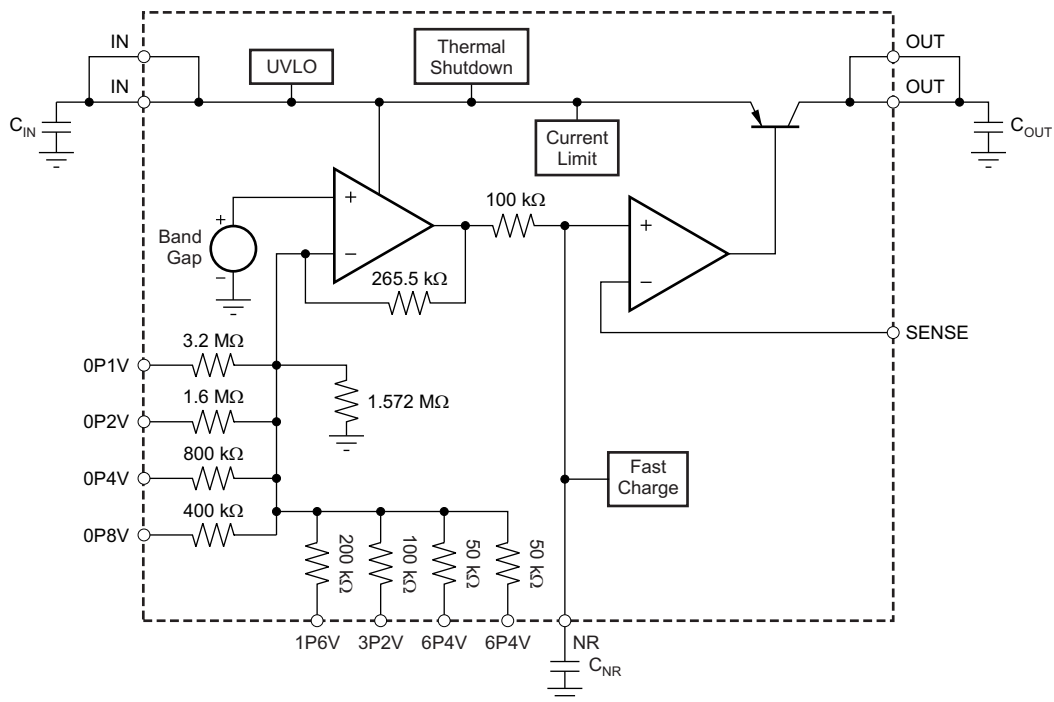 IN
IN
UVLO
Thermal
Shutdown
OUT
OUT
C_IN
Current
Limit
C_OUT
100 kΩ
+
−
+
−
Band
Gap
+
−
265.5 kΩ
SENSE
0P1V
3.2 MΩ
1.572 MΩ
0P2V
1.6 MΩ
0P4V
800 kΩ
0P8V
400 kΩ
Fast
Charge
200 kΩ
100 kΩ
50 kΩ
50 kΩ
1P6V
3P2V
6P4V
6P4V
NR
C_NR